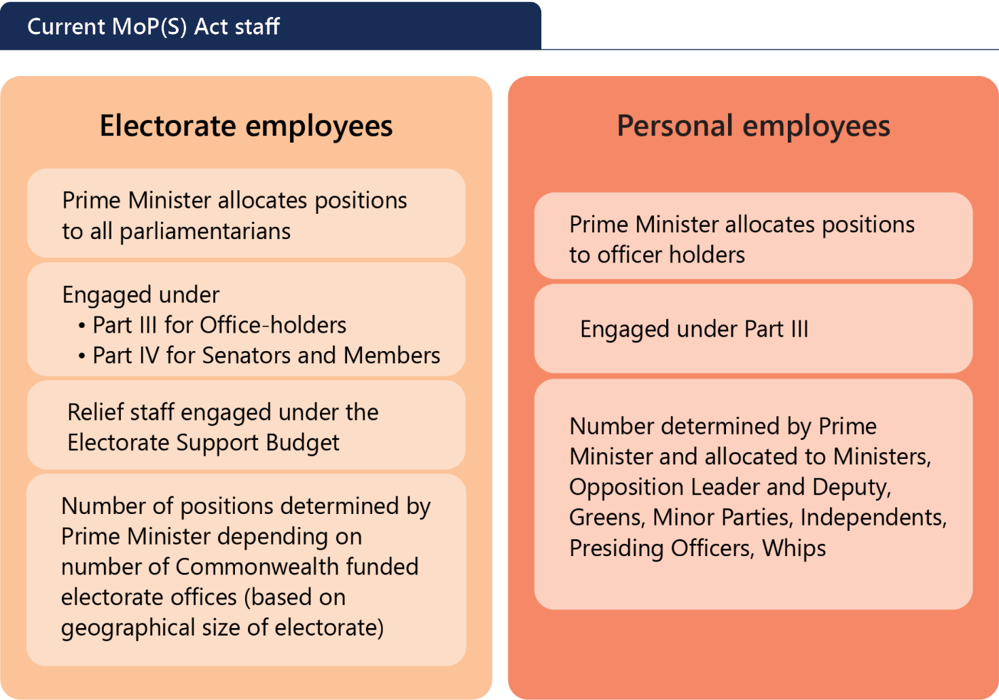 Current MoP(S) Act staff
Electorate employees
Prime Minister allocates positions
to all parliamentarians
Engaged under
• Part III for Office-holders
• Part IV for Senators and Members
Relief staff engaged under the
Electorate Support Budget
Number of positions determined by
Prime Minister depending on
number of Commonwealth funded
electorate offices (based on
geographical size of electorate)
Personal employees
Prime Minister allocates positions
to officer holders
Engaged under Part III
Number determined by Prime
Minister and allocated to Ministers,
Opposition Leader and Deputy,
Greens, Minor Parties, Independents,
Presiding Officers, Whips